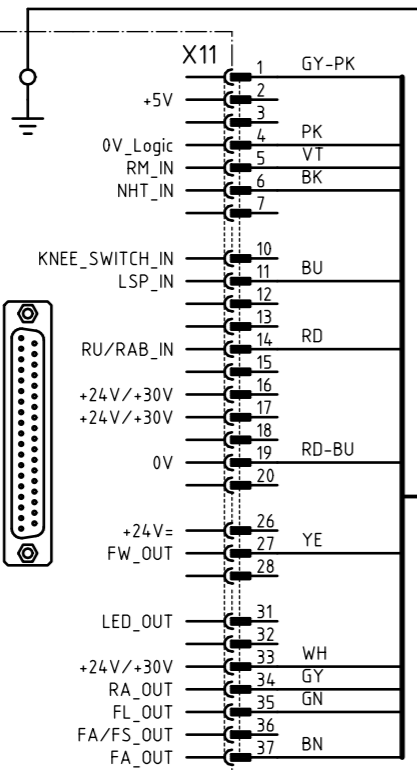 X11
1 GY-PK
+5V 2
3
0V_Logic 4 PK
RM_IN 5 VT
NHT_IN 6 BK
7
KNEE_SWITCH_IN 10
LSP_IN 11 BU
12
13
RU/RAB_IN 14 RD
15
+24V/+30V 16
+24V/+30V 17
18
0V 19 RD-BU
20
+24V= 26
FW_OUT 27 YE
28
LED_OUT 31
32
+24V/+30V 33 WH
RA_OUT 34 GY
FL_OUT 35 GN
FA/FS_OUT 36
FA_OUT 37 BN